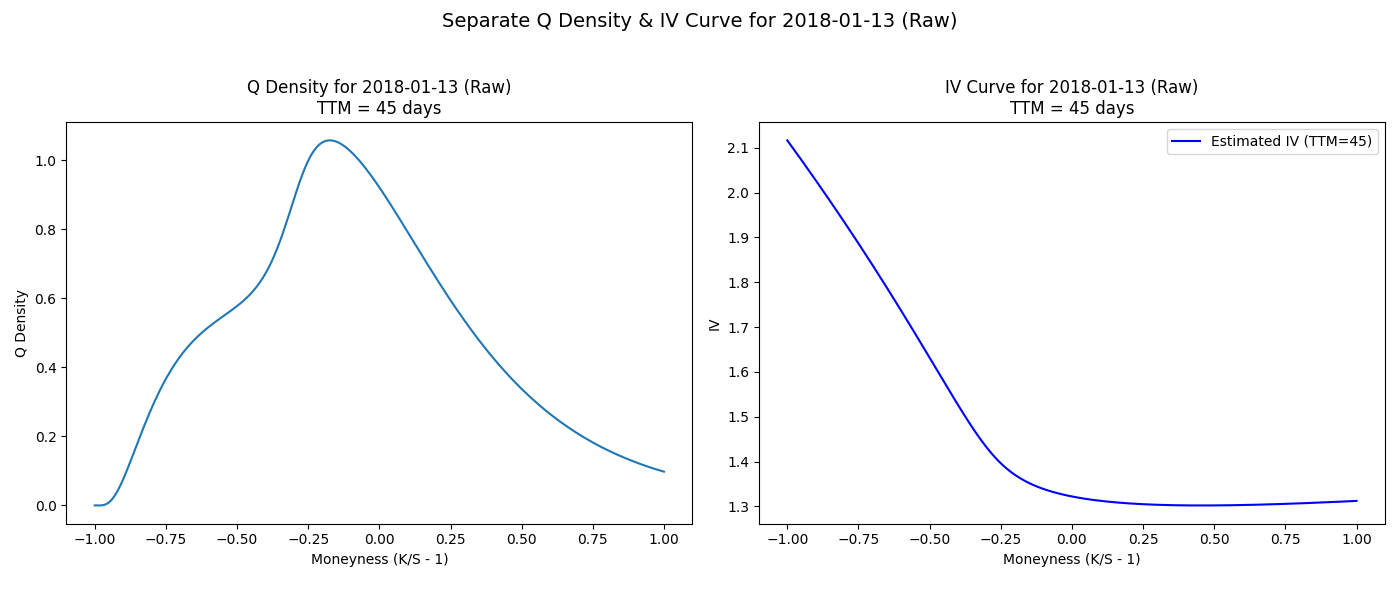 Separate Q Density & IV Curve for 2018-01-13 (Raw)
Q Density for 2018-01-13 (Raw)
TTM = 45 days
1.0
0.8
0.6
0.4
0.2
0.0
Q Density
−1.00 −0.75 −0.50 −0.25 0.00 0.25 0.50 0.75 1.00
Moneyness (K/S - 1)
IV Curve for 2018-01-13 (Raw)
TTM = 45 days
Estimated IV (TTM=45)
2.1
2.0
1.9
1.8
1.7
1.6
1.5
1.4
1.3
IV
−1.00 −0.75 −0.50 −0.25 0.00 0.25 0.50 0.75 1.00
Moneyness (K/S - 1)